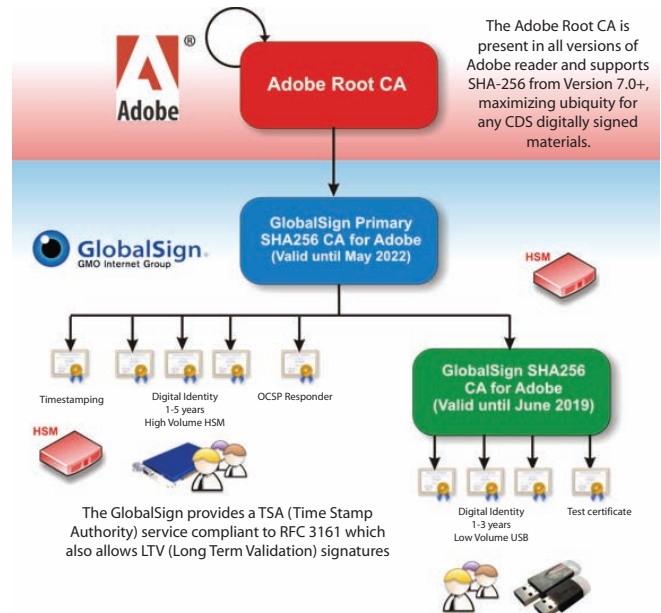 Adobe
Adobe Root CA
The Adobe Root CA is
present in all versions of
Adobe reader and supports
SHA-256 from Version 7.0+,
maximizing ubiquity for
any CDS digitally signed
materials.
GlobalSign.
GMO Internet Group
GlobalSign Primary
SHA256 CA for Adobe
(Valid until May 2022)
HSM
Timestamping
Digital Identity
1-5 years
High Volume HSM
OCSP Responder
GlobalSign SHA256
CA for Adobe
(Valid until June 2019)
HSM
Digital Identity
1-3 years
Low Volume USB
Test certificate
The GlobalSign provides a TSA (Time Stamp
Authority) service compliant to RFC 3161 which
also allows LTV (Long Term Validation) signatures